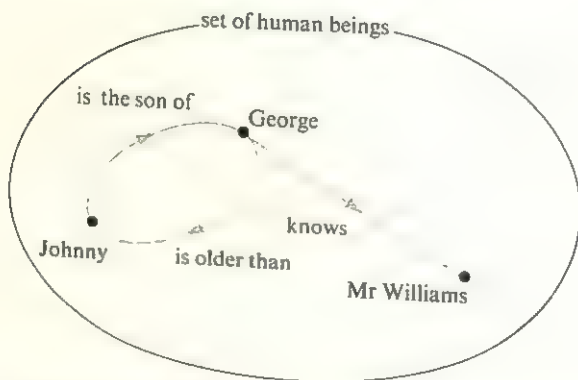 set of human beings
is the son of
George
knows
Johnny
is older than
Mr Williams